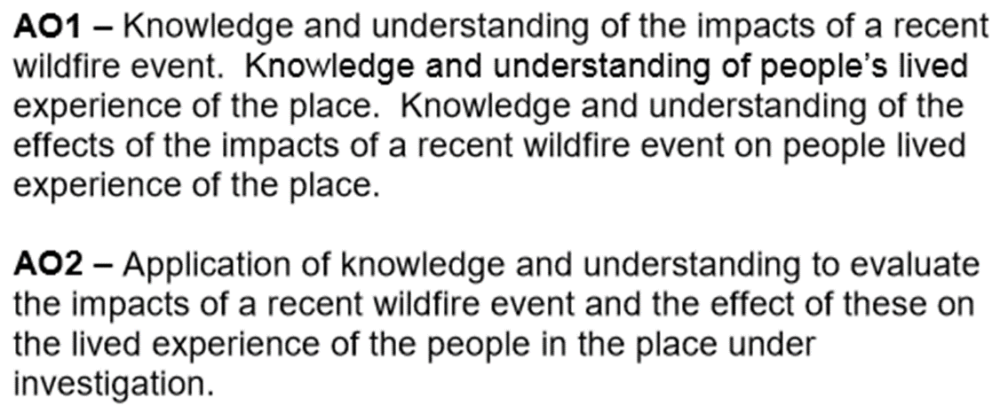 AO1 – Knowledge and understanding of the impacts of a recent
wildfire event.  Knowledge and understanding of people's lived
experience of the place.  Knowledge and understanding of the
effects of the impacts of a recent wildfire event on people lived
experience of the place.
AO2 – Application of knowledge and understanding to evaluate
the impacts of a recent wildfire event and the effect of these on
the lived experience of the people in the place under
investigation.